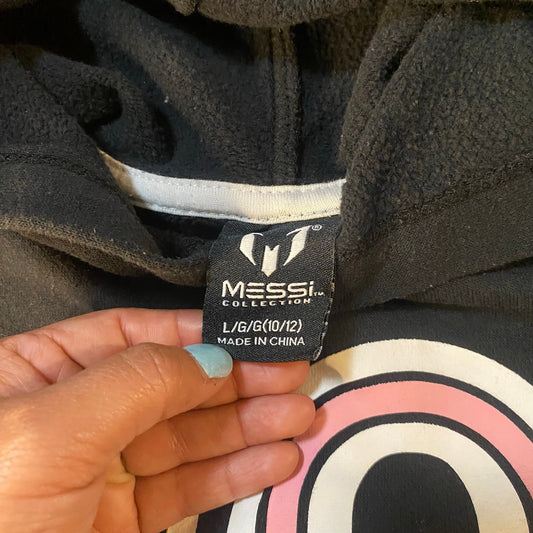 ®
MESSi™
COLLECTION
L/G/G(10/12)
MADE IN CHINA